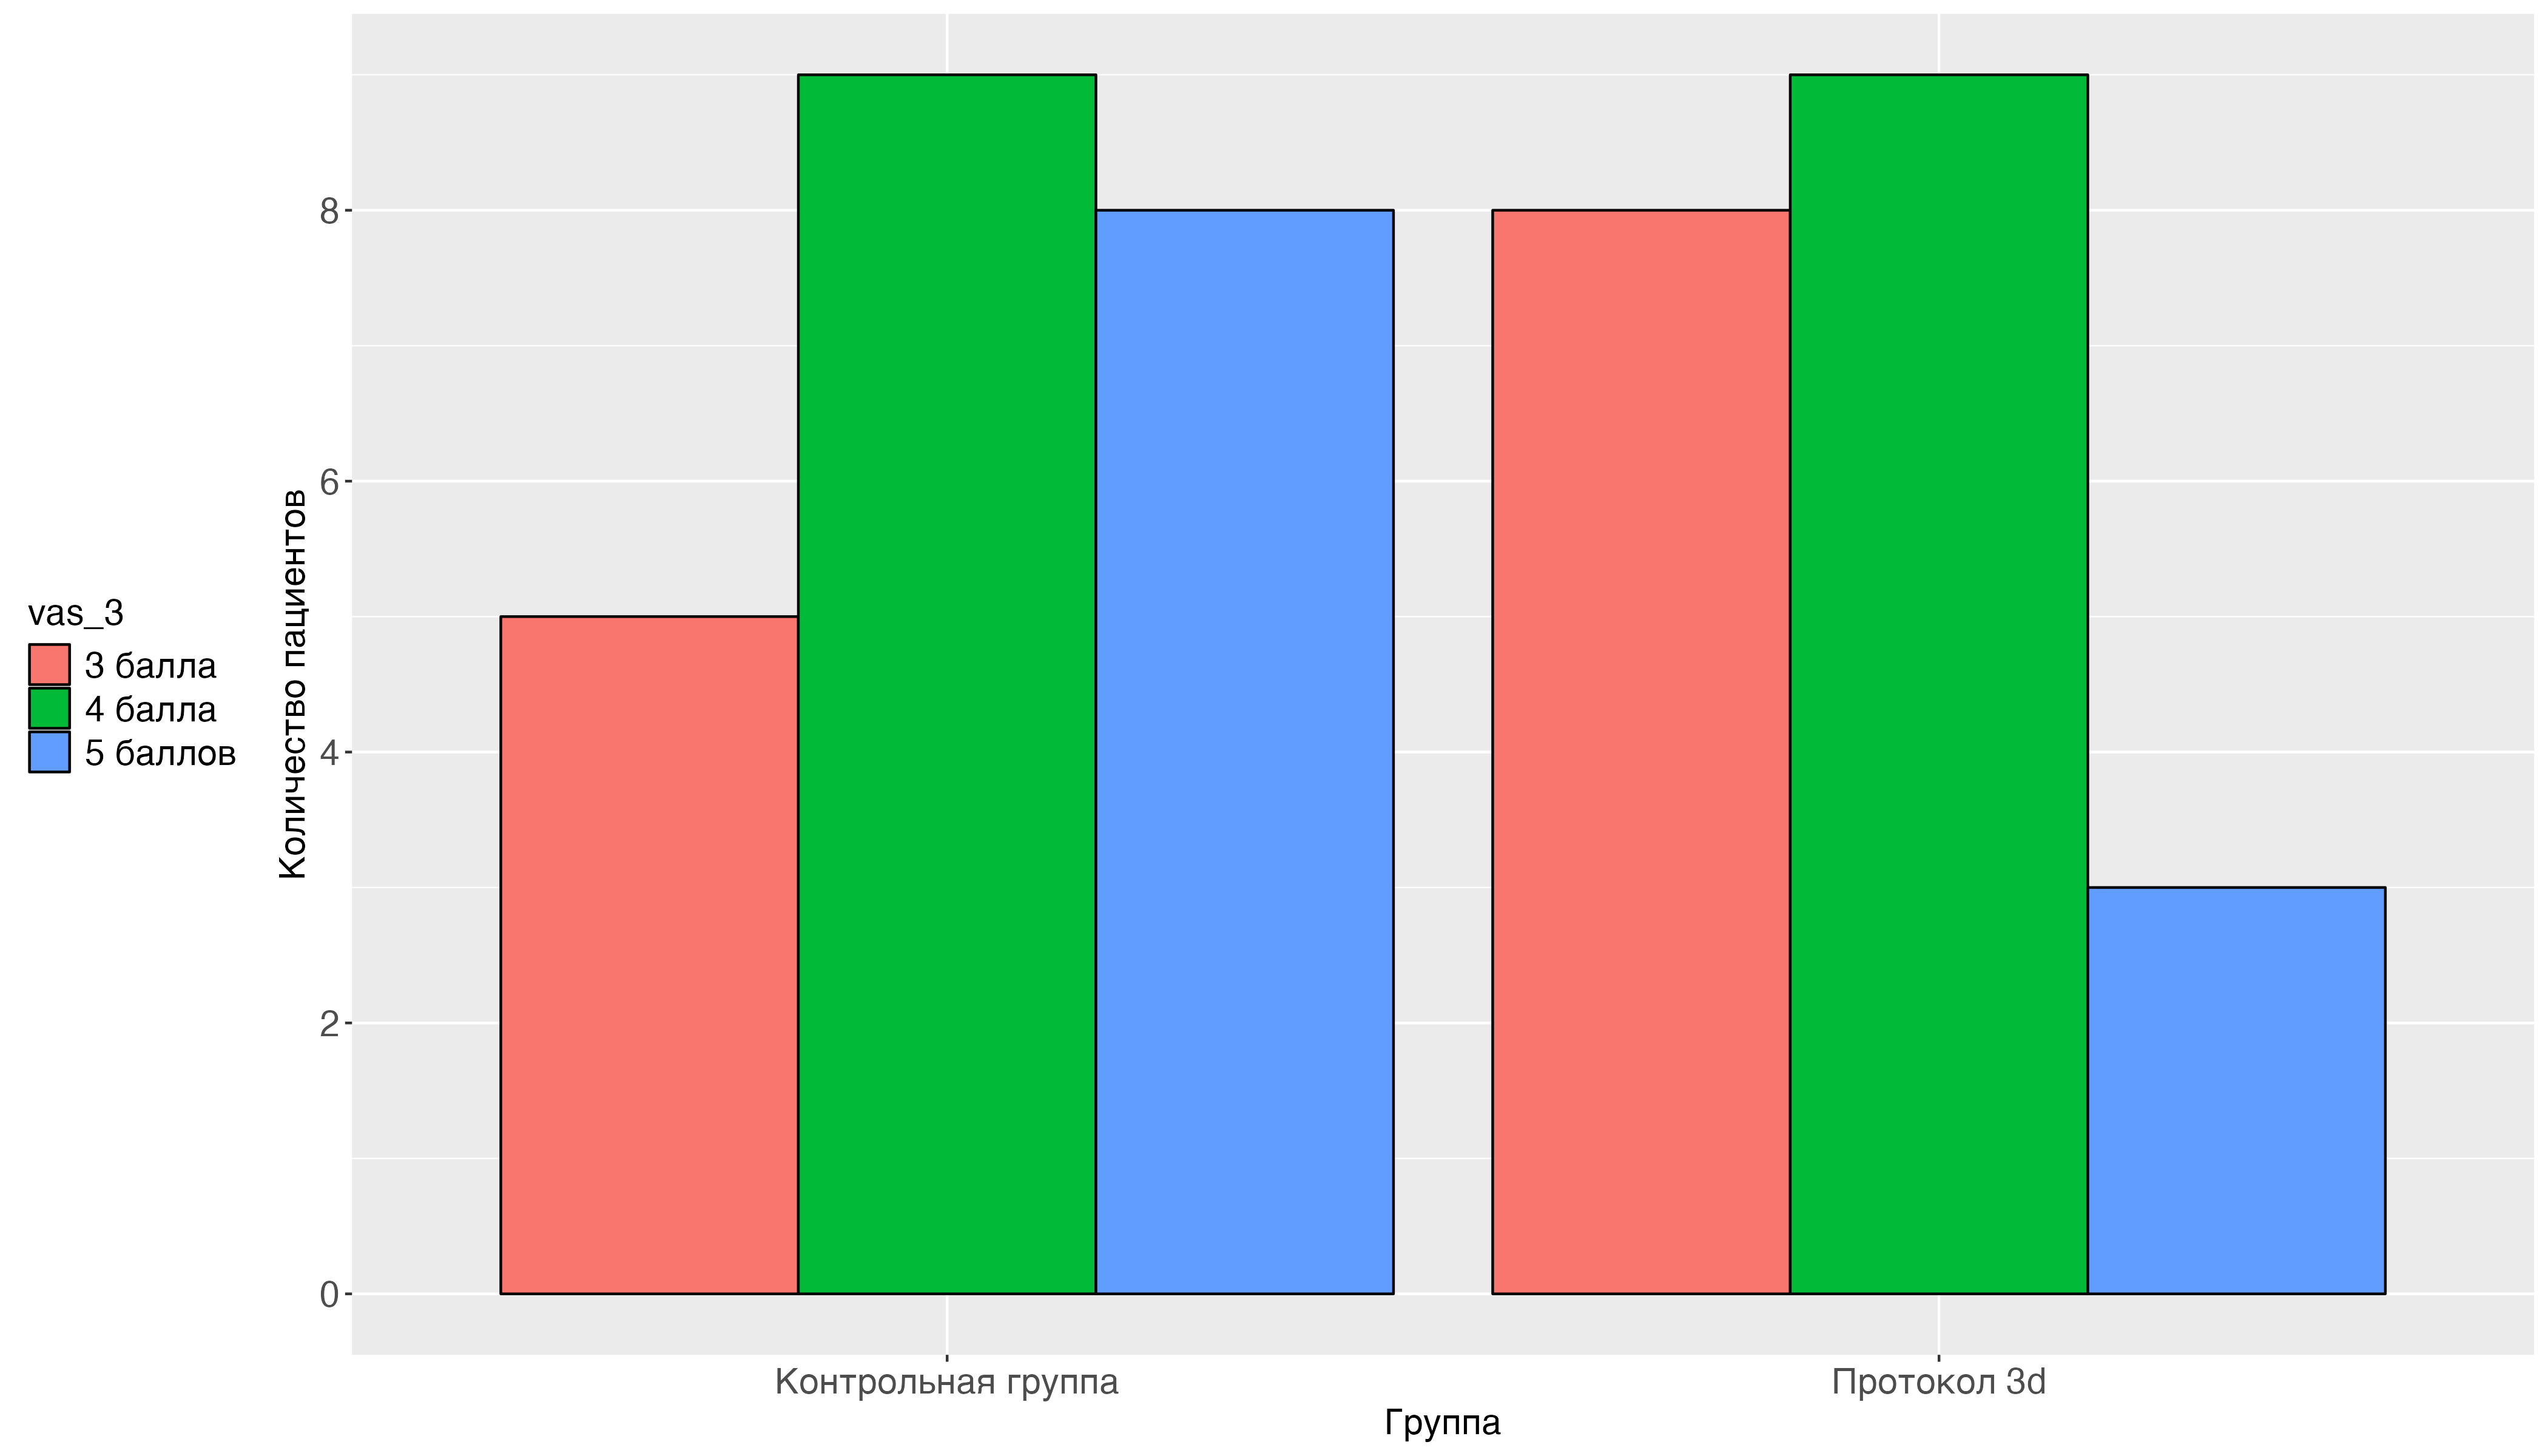 vas_3
3 балла
4 балла
5 баллов
Количество пациентов
8
6
4
2
0
Контрольная группа
Протокол 3d
Группа